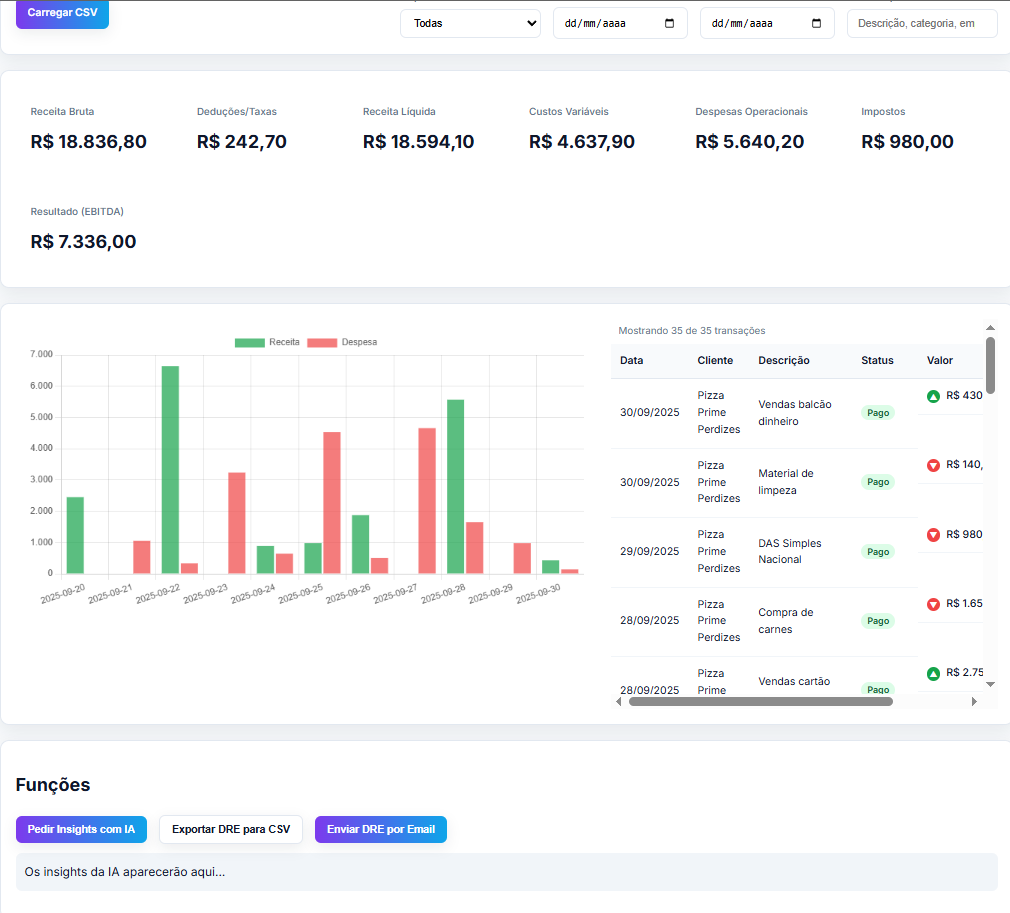 Carregar CSV
Todas
dd/mm/aaaa
dd/mm/aaaa
Descrição, categoria, em
Receita Bruta
R$ 18.836,80
Deduções/Taxas
R$ 242,70
Receita Líquida
R$ 18.594,10
Custos Variáveis
R$ 4.637,90
Despesas Operacionais
R$ 5.640,20
Impostos
R$ 980,00
Resultado (EBITDA)
R$ 7.336,00
Receita
Despesa
7.000
6.000
5.000
4.000
3.000
2.000
1.000
0
2025-09-20
2025-09-21
2025-09-22
2025-09-23
2025-09-24
2025-09-25
2025-09-26
2025-09-27
2025-09-28
2025-09-29
2025-09-30
Mostrando 35 de 35 transações
Data Cliente Descrição Status Valor
30/09/2025
Pizza
Prime
Perdizes
Vendas balcão
dinheiro
Pago
R$ 430
30/09/2025
Pizza
Prime
Perdizes
Material de
limpeza
Pago
R$ 140,
29/09/2025
Pizza
Prime
Perdizes
DAS Simples
Nacional
Pago
R$ 980
28/09/2025
Pizza
Prime
Perdizes
Compra de
carnes
Pago
R$ 1.65
28/09/2025
Pizza
Prime
Vendas cartão
Pago
R$ 2.75
Funções
Pedir Insights com IA
Exportar DRE para CSV
Enviar DRE por Email
Os insights da IA aparecerão aqui...